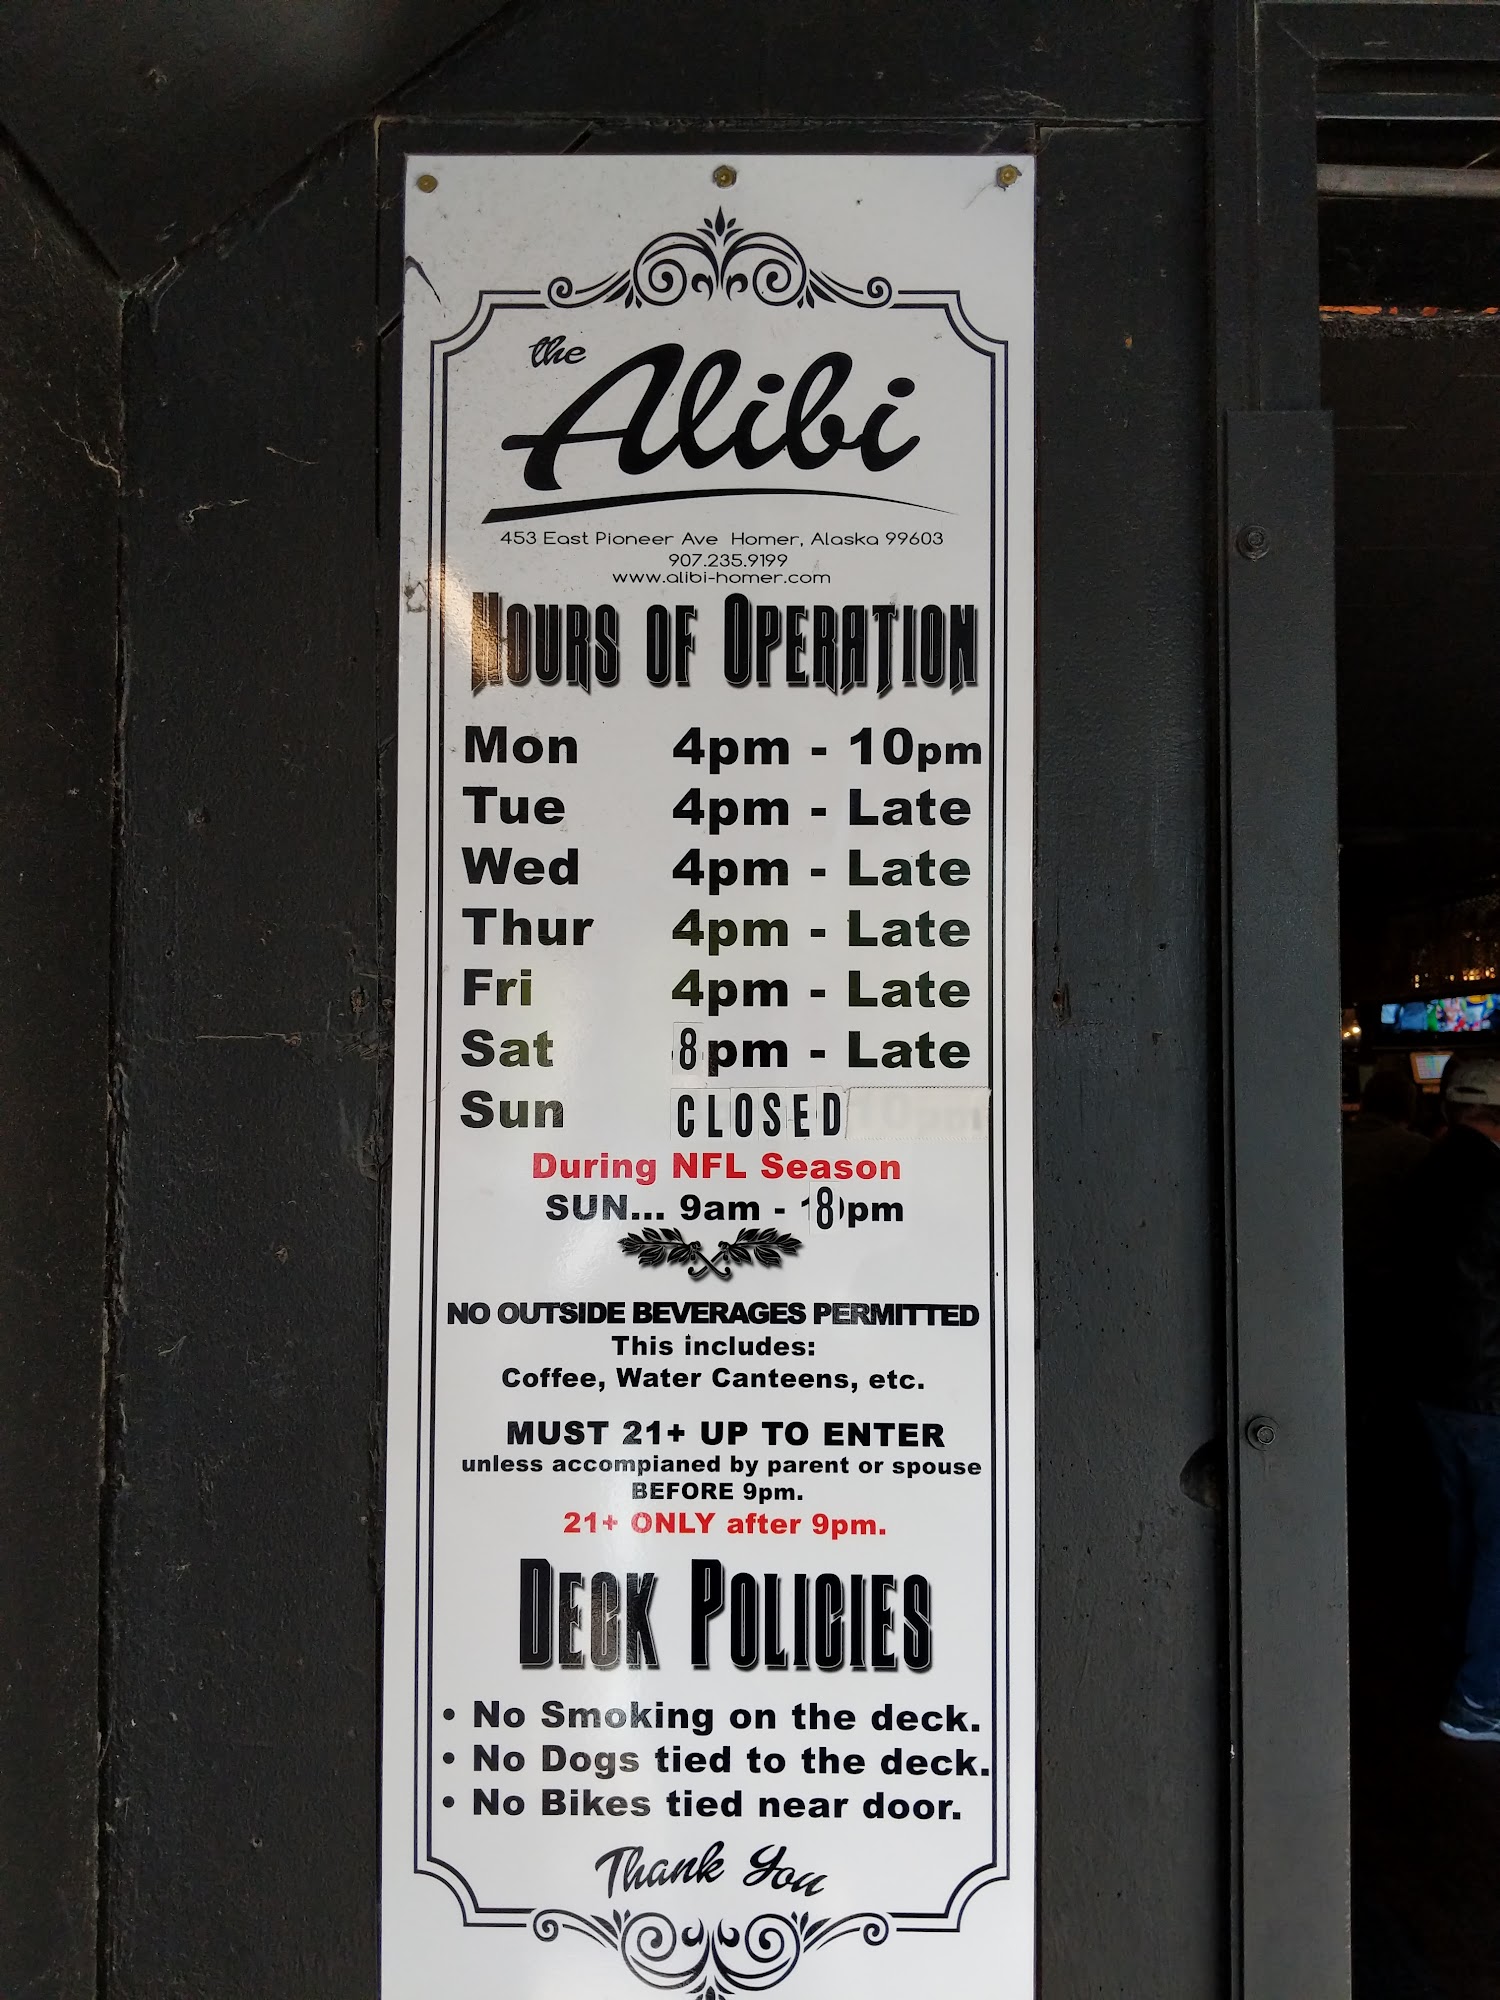 the
Alibi
453 East Pioneer Ave Homer, Alaska 99603
907.235.9199
www.alibi-homer.com
HOURS OF OPERATION
Mon 4pm - 10pm
Tue 4pm - Late
Wed 4pm - Late
Thur 4pm - Late
Fri 4pm - Late
Sat 8pm - Late
Sun CLOSED
During NFL Season
SUN... 9am - 8pm
NO OUTSIDE BEVERAGES PERMITTED
This includes:
Coffee, Water Canteens, etc.
MUST 21+ UP TO ENTER
unless accompianed by parent or spouse
BEFORE 9pm.
21+ ONLY after 9pm.
DECK POLICIES
• No Smoking on the deck.
• No Dogs tied to the deck.
• No Bikes tied near door.
Thank You